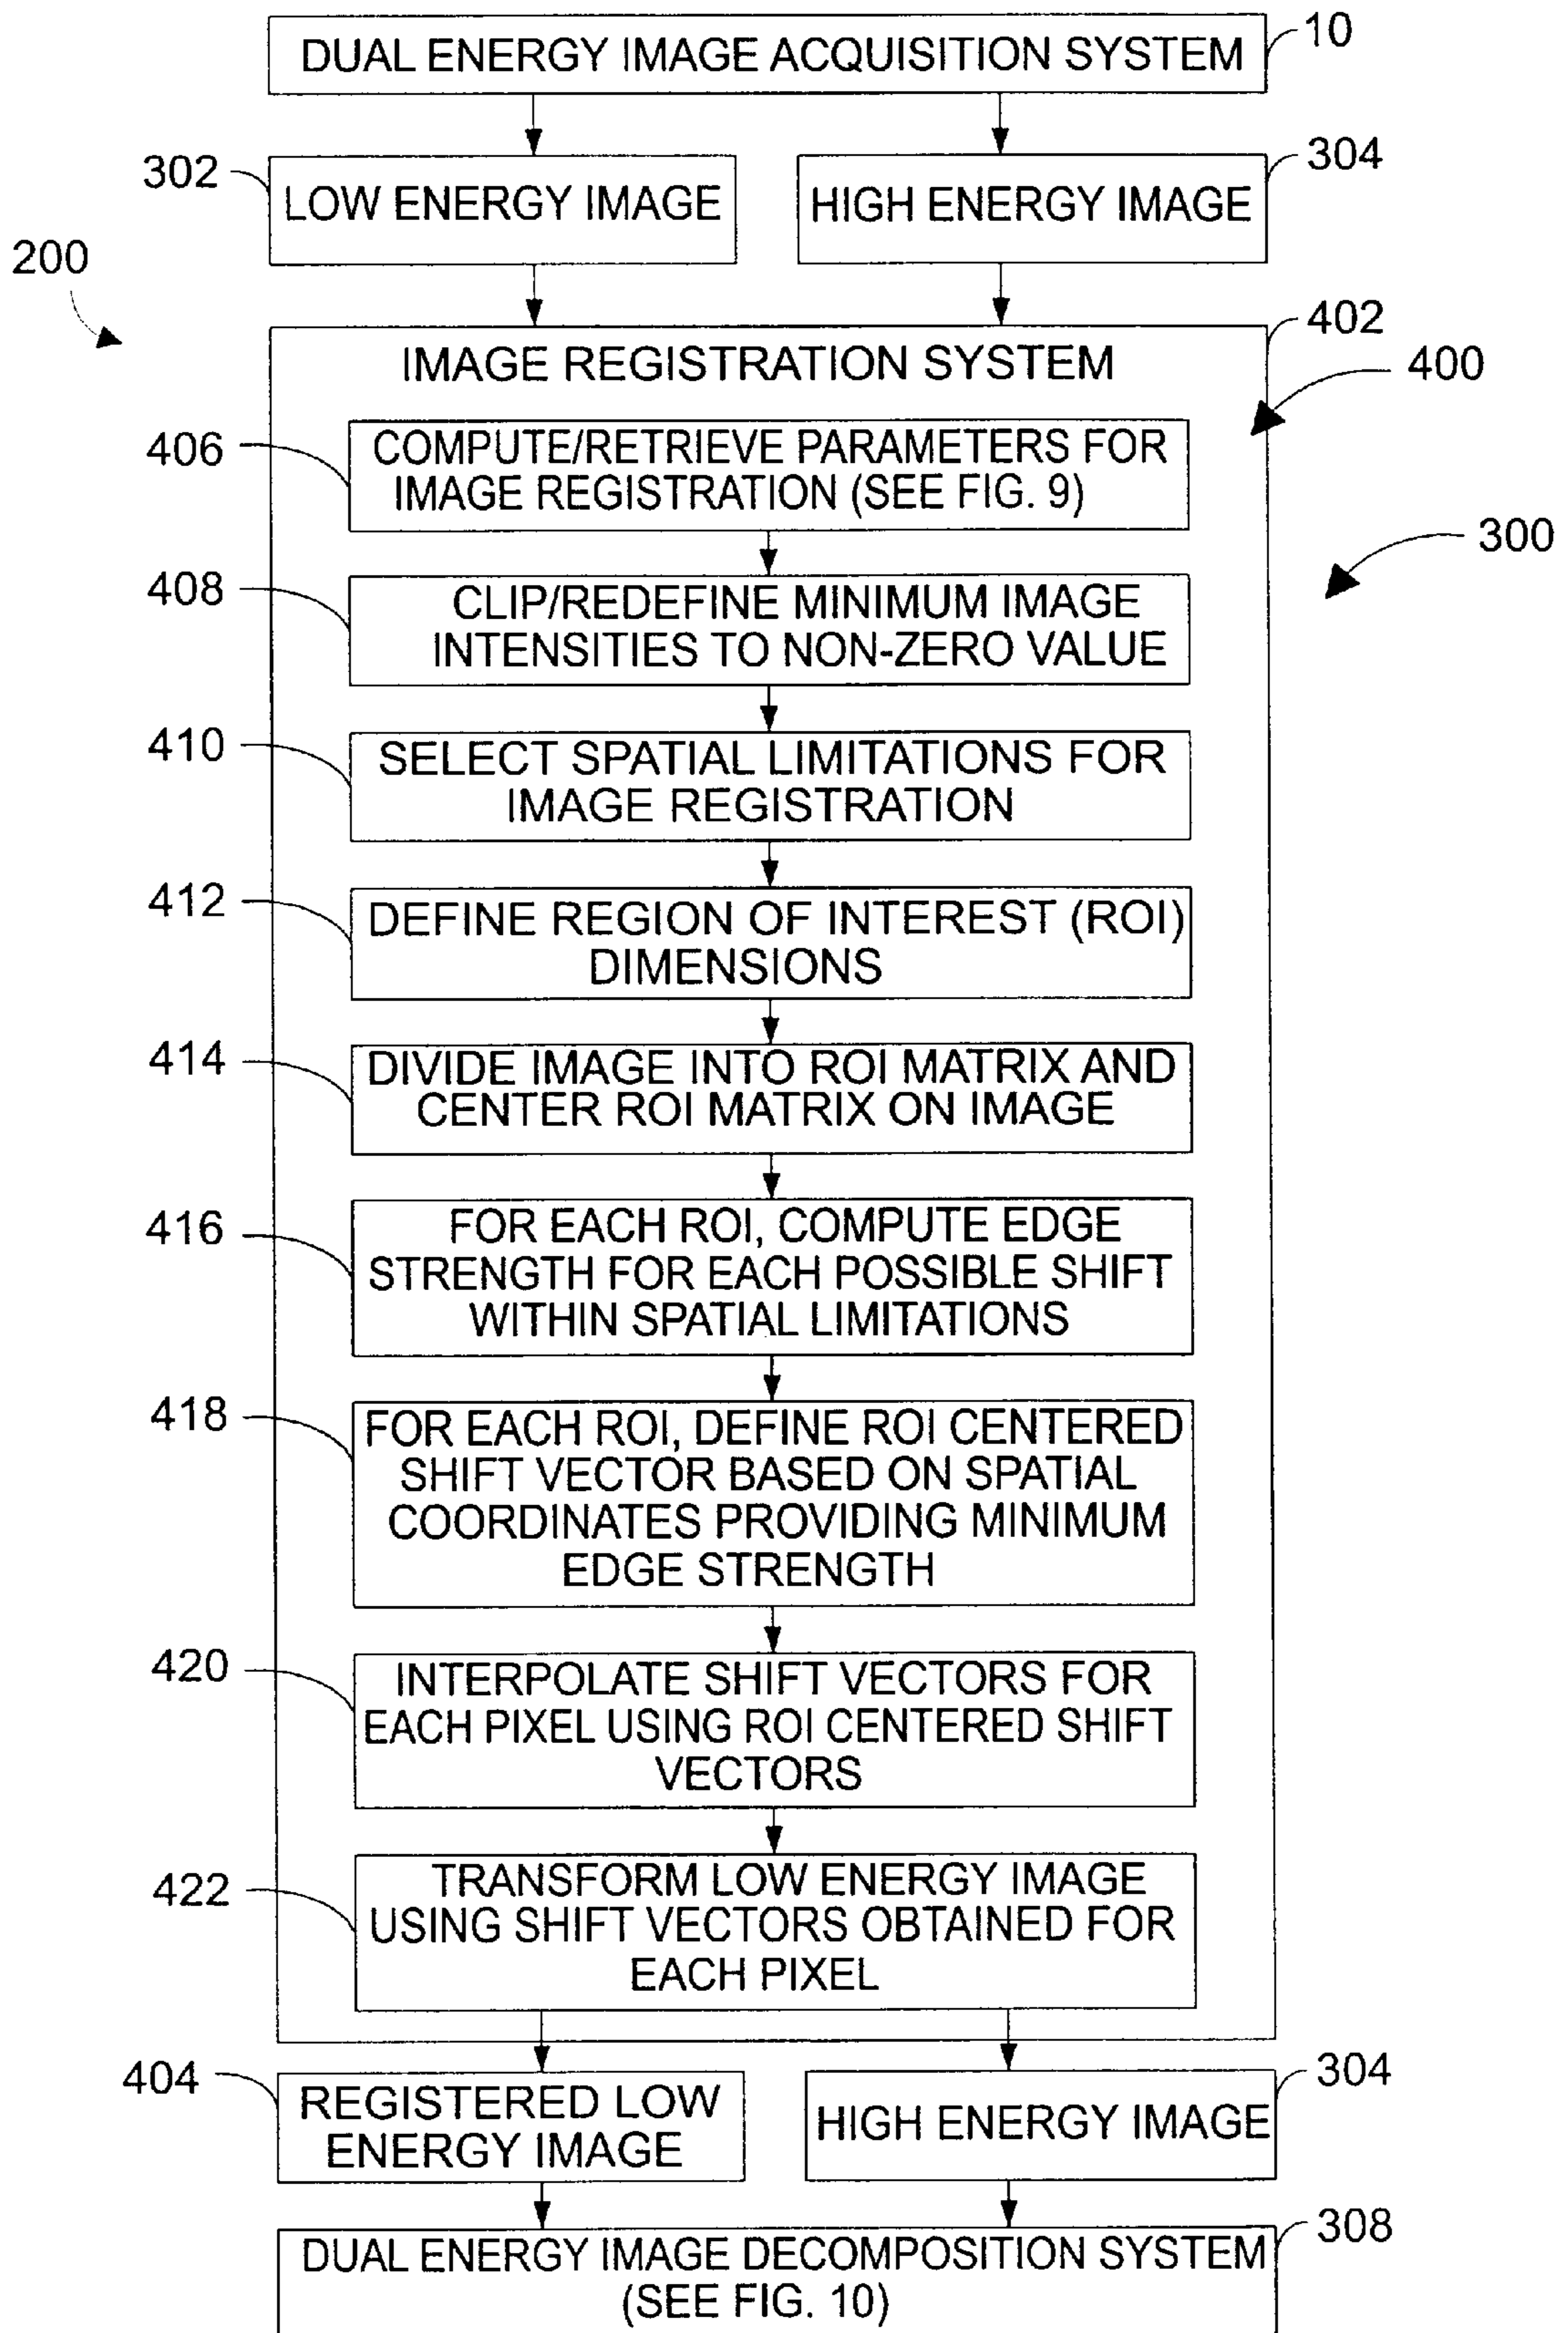 DUAL ENERGY IMAGE ACQUISITION SYSTEM
10
302
LOW ENERGY IMAGE
HIGH ENERGY IMAGE
304
200
402
IMAGE REGISTRATION SYSTEM
400
406
COMPUTE/RETRIEVE PARAMETERS FOR
IMAGE REGISTRATION (SEE FIG. 9)
300
408
CLIP/REDEFINE MINIMUM IMAGE
INTENSITIES TO NON-ZERO VALUE
410
SELECT SPATIAL LIMITATIONS FOR
IMAGE REGISTRATION
412
DEFINE REGION OF INTEREST (ROI)
DIMENSIONS
414
DIVIDE IMAGE INTO ROI MATRIX AND
CENTER ROI MATRIX ON IMAGE
416
FOR EACH ROI, COMPUTE EDGE
STRENGTH FOR EACH POSSIBLE SHIFT
WITHIN SPATIAL LIMITATIONS
418
FOR EACH ROI, DEFINE ROI CENTERED
SHIFT VECTOR BASED ON SPATIAL
COORDINATES PROVIDING MINIMUM
EDGE STRENGTH
420
INTERPOLATE SHIFT VECTORS FOR
EACH PIXEL USING ROI CENTERED SHIFT
VECTORS
422
TRANSFORM LOW ENERGY IMAGE
USING SHIFT VECTORS OBTAINED FOR
EACH PIXEL
404
REGISTERED LOW
ENERGY IMAGE
HIGH ENERGY IMAGE
304
308
DUAL ENERGY IMAGE DECOMPOSITION SYSTEM
(SEE FIG. 10)